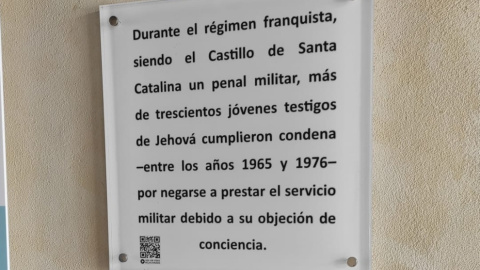 Durante el régimen franquista,
siendo el Castillo de Santa
Catalina un penal militar, más
de trescientos jóvenes testigos
de Jehová cumplieron condena
–entre los años 1965 y 1976–
por negarse a prestar el servicio
militar debido a su objeción de
conciencia.